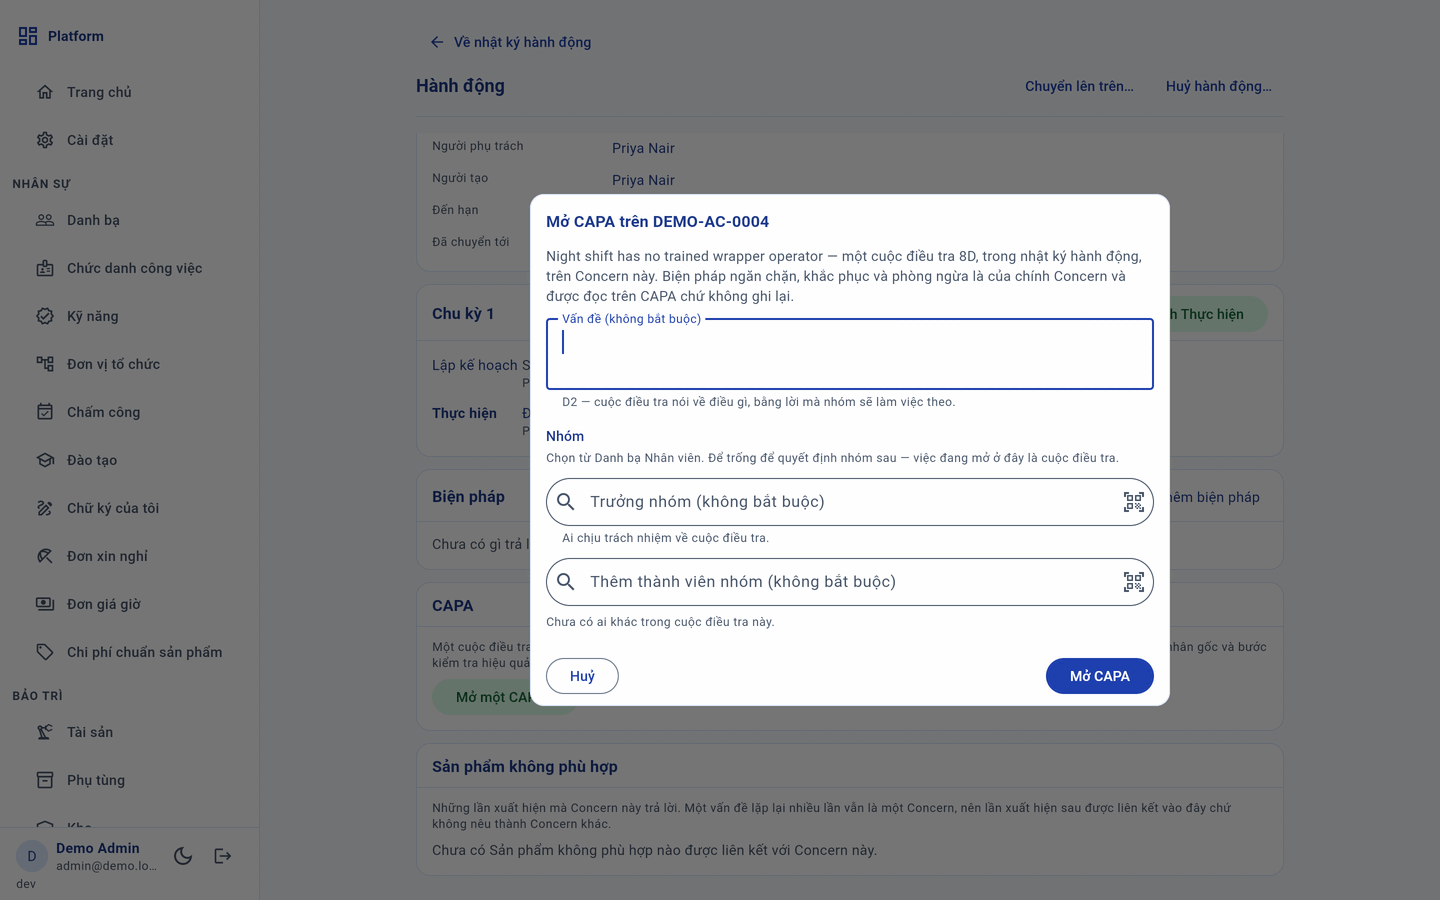 Platform
Trang chủ
Cài đặt
NHÂN SỰ
Danh bạ
Chức danh công việc
Kỹ năng
Đơn vị tổ chức
Chấm công
Đào tạo
Chữ ký của tôi
Đơn xin nghỉ
Đơn giá giờ
Chi phí chuẩn sản phẩm
BẢO TRÌ
Tài sản
Phụ tùng
D
Demo Admin
admin@demo.lo...
dev
Về nhật ký hành động
Hành động
Chuyển lên trên...
Huỷ hành động...
Người phụ trách
Priya Nair
Người tạo
Priya Nair
Đến hạn
Đã chuyển tới
Chu kỳ 1
Thực hiện
Lập kế hoạch
Thực hiện
Biện pháp
biện pháp
Chưa có gì trả
CAPA
Một cuộc điều tra
nhân gốc và bước
kiểm tra hiệu quả
Mở một
Sản phẩm không phù hợp
Những lần xuất hiện mà Concern này trả lời. Một vấn đề lặp lại nhiều lần vẫn là một Concern, nên lần xuất hiện sau được liên kết vào đây chứ
không nêu thành Concern khác.
Chưa có Sản phẩm không phù hợp nào được liên kết với Concern này.
Mở CAPA trên DEMO-AC-0004
Night shift has no trained wrapper operator — một cuộc điều tra 8D, trong nhật ký hành động,
trên Concern này. Biện pháp ngăn chặn, khắc phục và phòng ngừa là của chính Concern và
được đọc trên CAPA chứ không ghi lại.
Vấn đề (không bắt buộc)
D2 — cuộc điều tra nói về điều gì, bằng lời mà nhóm sẽ làm việc theo.
Nhóm
Chọn từ Danh bạ Nhân viên. Để trống để quyết định nhóm sau — việc đang mở ở đây là cuộc điều tra.
Trưởng nhóm (không bắt buộc)
Ai chịu trách nhiệm về cuộc điều tra.
Thêm thành viên nhóm (không bắt buộc)
Chưa có ai khác trong cuộc điều tra này.
Huỷ
Mở CAPA